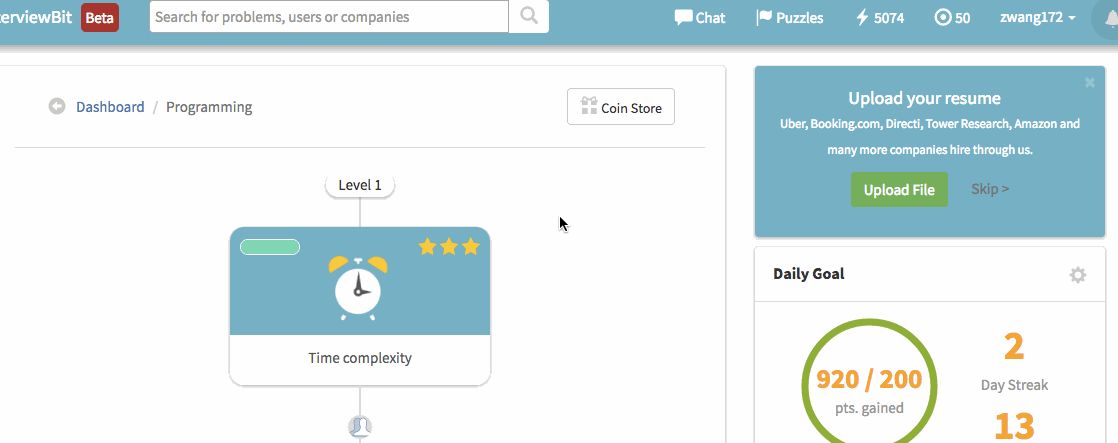 terviewBit Beta Search for problems, users or companies Chat Puzzles 5074 50 zwang172
Dashboard / Programming
Coin Store
Level 1
Time complexity
Upload your resume
Uber, Booking.com, Directi, Tower Research, Amazon and
many more companies hire through us.
Upload File Skip >
Daily Goal
920 / 200
pts. gained
2
Day Streak
13